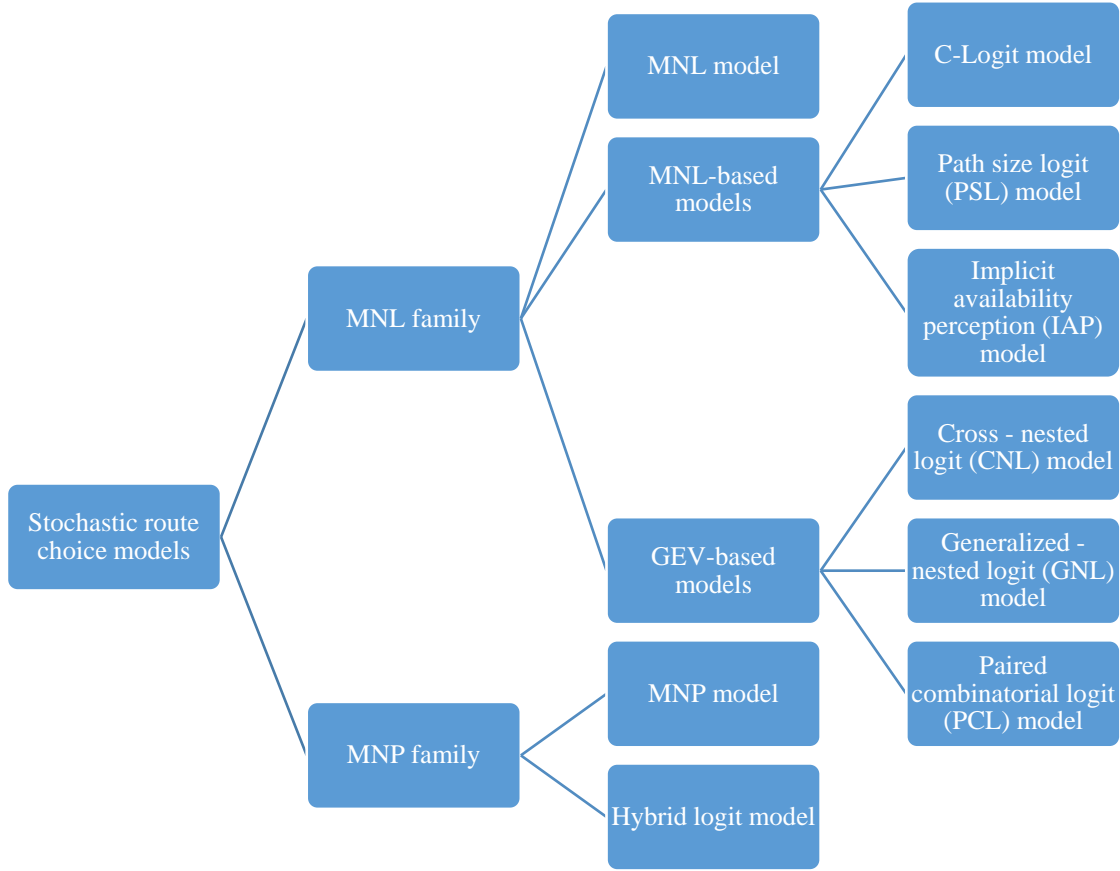 Stochastic route
choice models
MNL family
MNP family
MNL model
MNL-based
models
GEV-based
models
MNP model
Hybrid logit model
C-Logit model
Path size logit
(PSL) model
Implicit
availability
perception (IAP)
model
Cross - nested
logit (CNL) model
Generalized -
nested logit (GNL)
model
Paired
combinatorial logit
(PCL) model